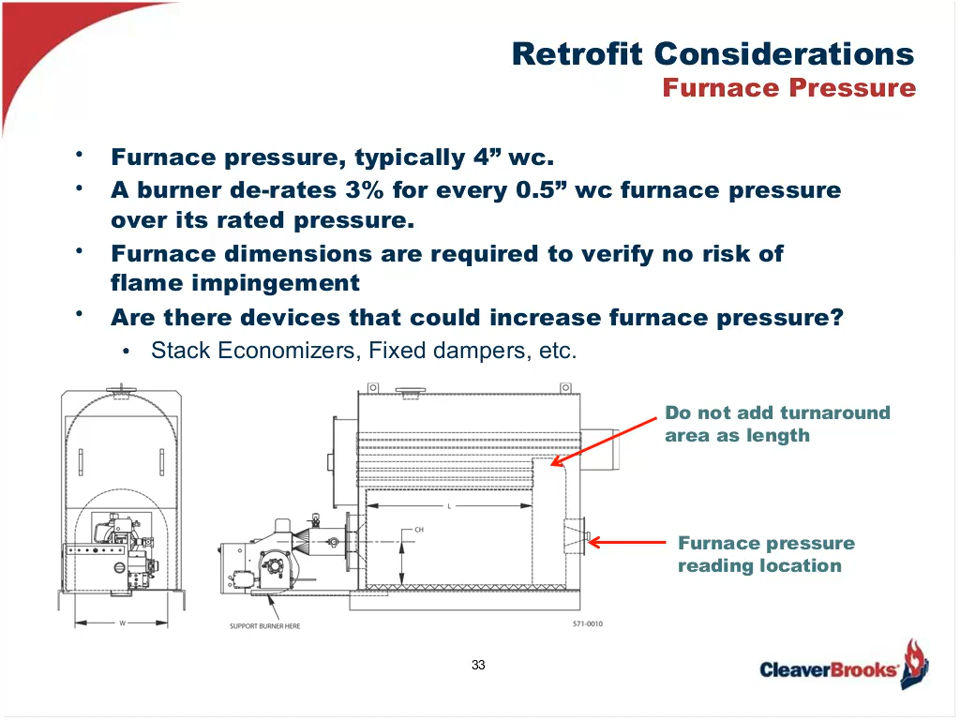 Retrofit Considerations
Furnace Pressure
• Furnace pressure, typically 4” wc.
• A burner de-rates 3% for every 0.5” wc furnace pressure
over its rated pressure.
• Furnace dimensions are required to verify no risk of
flame impingement
• Are there devices that could increase furnace pressure?
• Stack Economizers, Fixed dampers, etc.
Do not add turnaround
area as length
L
CH
Furnace pressure
reading location
W
SUPPORT BURNER HERE
571-0010
33
CleaverBrooks